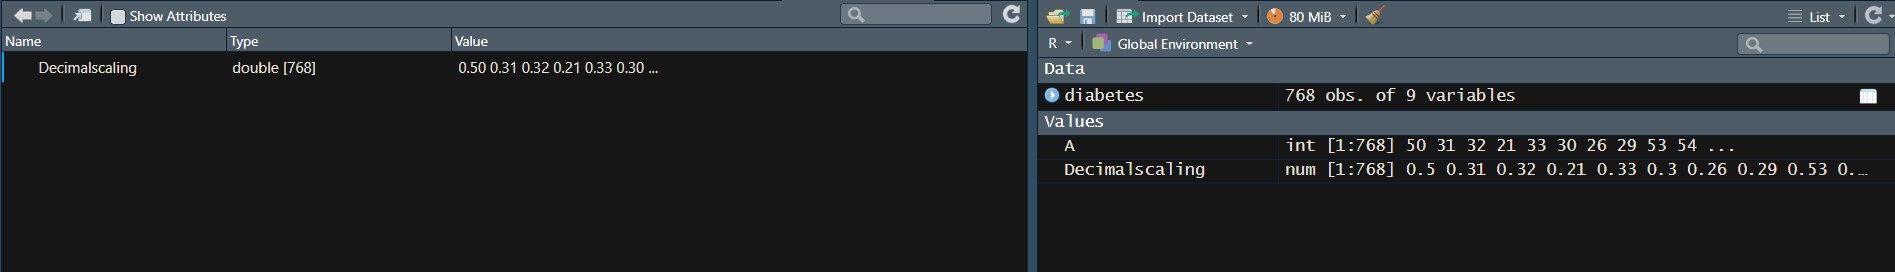 Show Attributes
Name Type Value
Decimalscaling double [768] 0.50 0.31 0.32 0.21 0.33 0.30 ...
Import Dataset 80 MiB List
R Global Environment
Data
diabetes 768 obs. of 9 variables
Values
A int [1:768] 50 31 32 21 33 30 26 29 53 54 ...
Decimalscaling num [1:768] 0.5 0.31 0.32 0.21 0.33 0.3 0.26 0.29 0.53 0.…